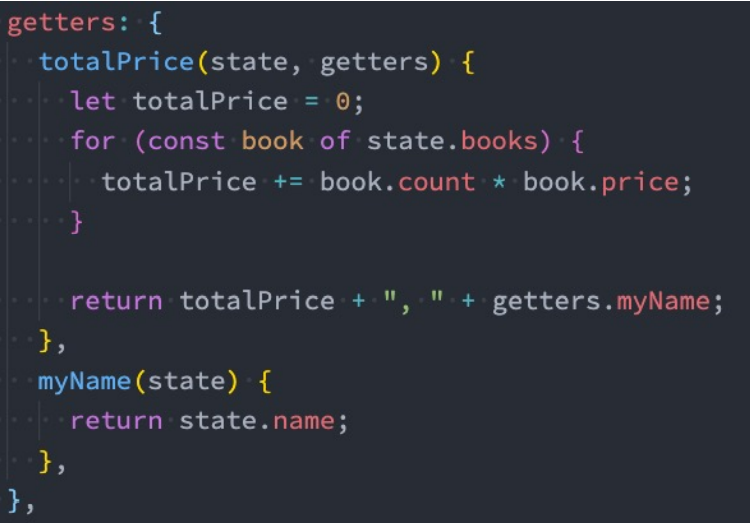 getters: {
  totalPrice(state, getters) {
    let totalPrice = 0;
    for (const book of state.books) {
      totalPrice += book.count * book.price;
    }

    return totalPrice + ", " + getters.myName;
  },
  myName(state) {
    return state.name;
  },
},